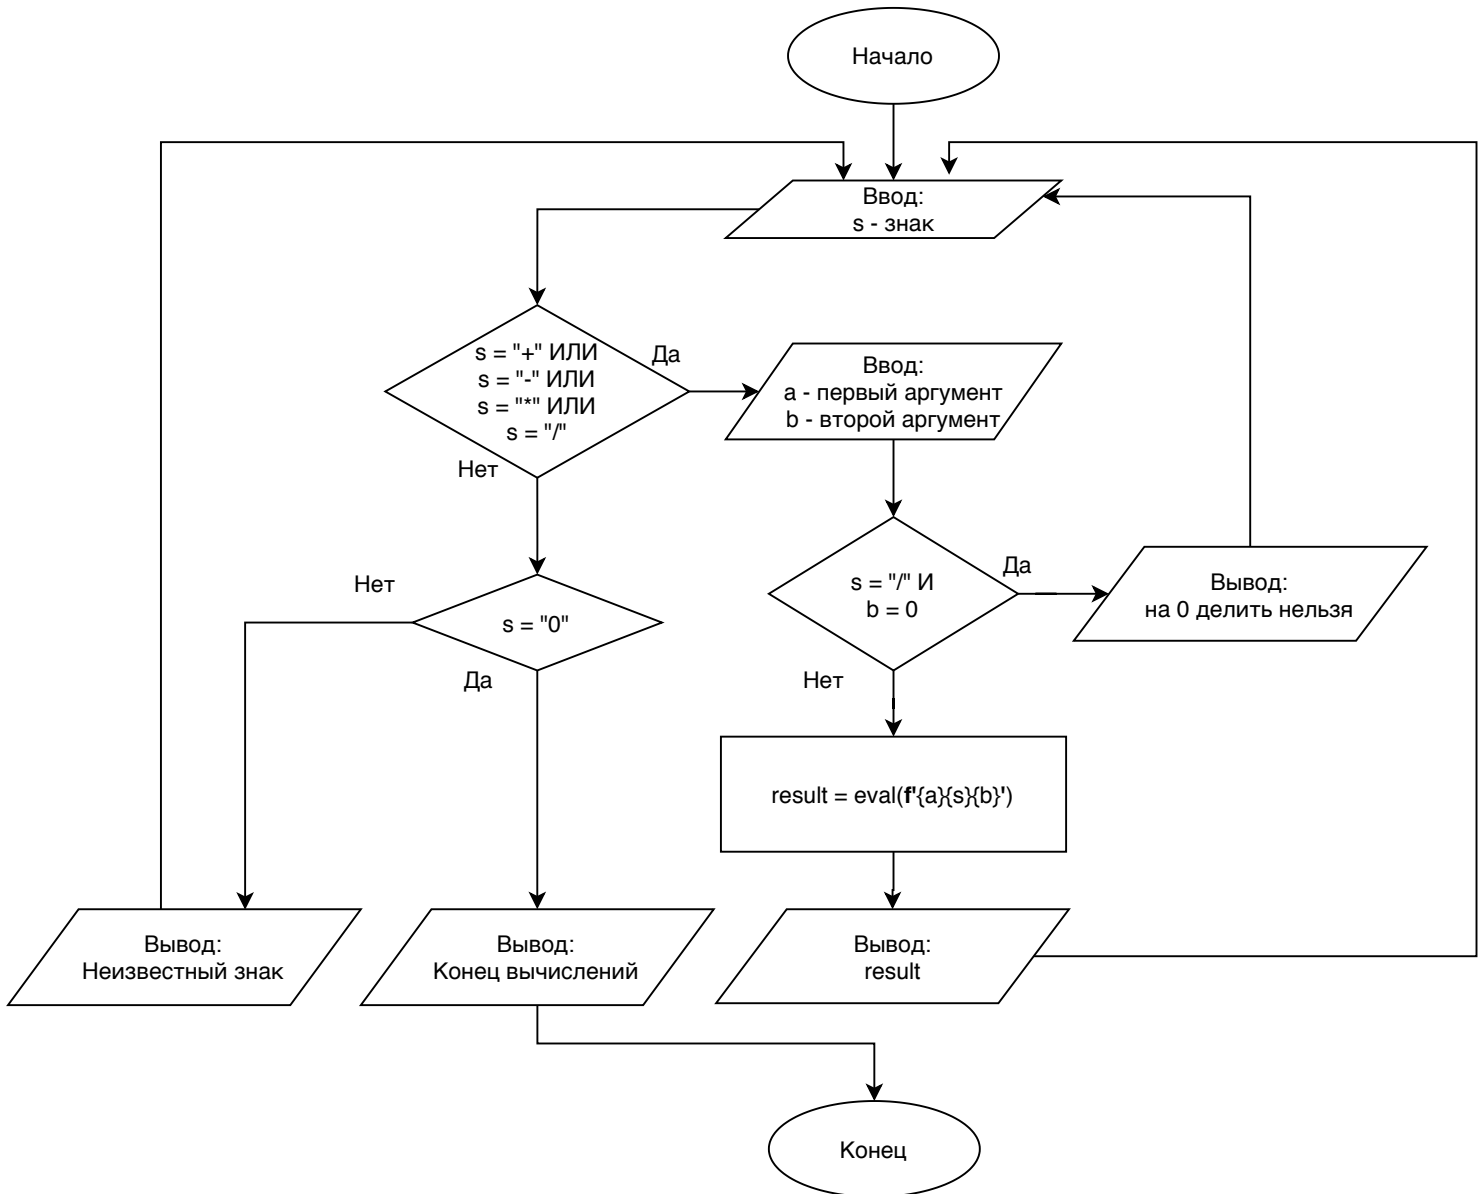 Начало
Ввод:
s - знак
s = "+" ИЛИ
s = "-" ИЛИ
s = "*" ИЛИ
s = "/"
Да
Нет
Ввод:
a - первый аргумент
b - второй аргумент
s = "/" И
b = 0
Да
Нет
Вывод:
на 0 делить нельзя
Нет
s = "0"
Да
result = eval(f'{a}{s}{b}')
Вывод:
Неизвестный знак
Вывод:
Конец вычислений
Вывод:
result
Конец